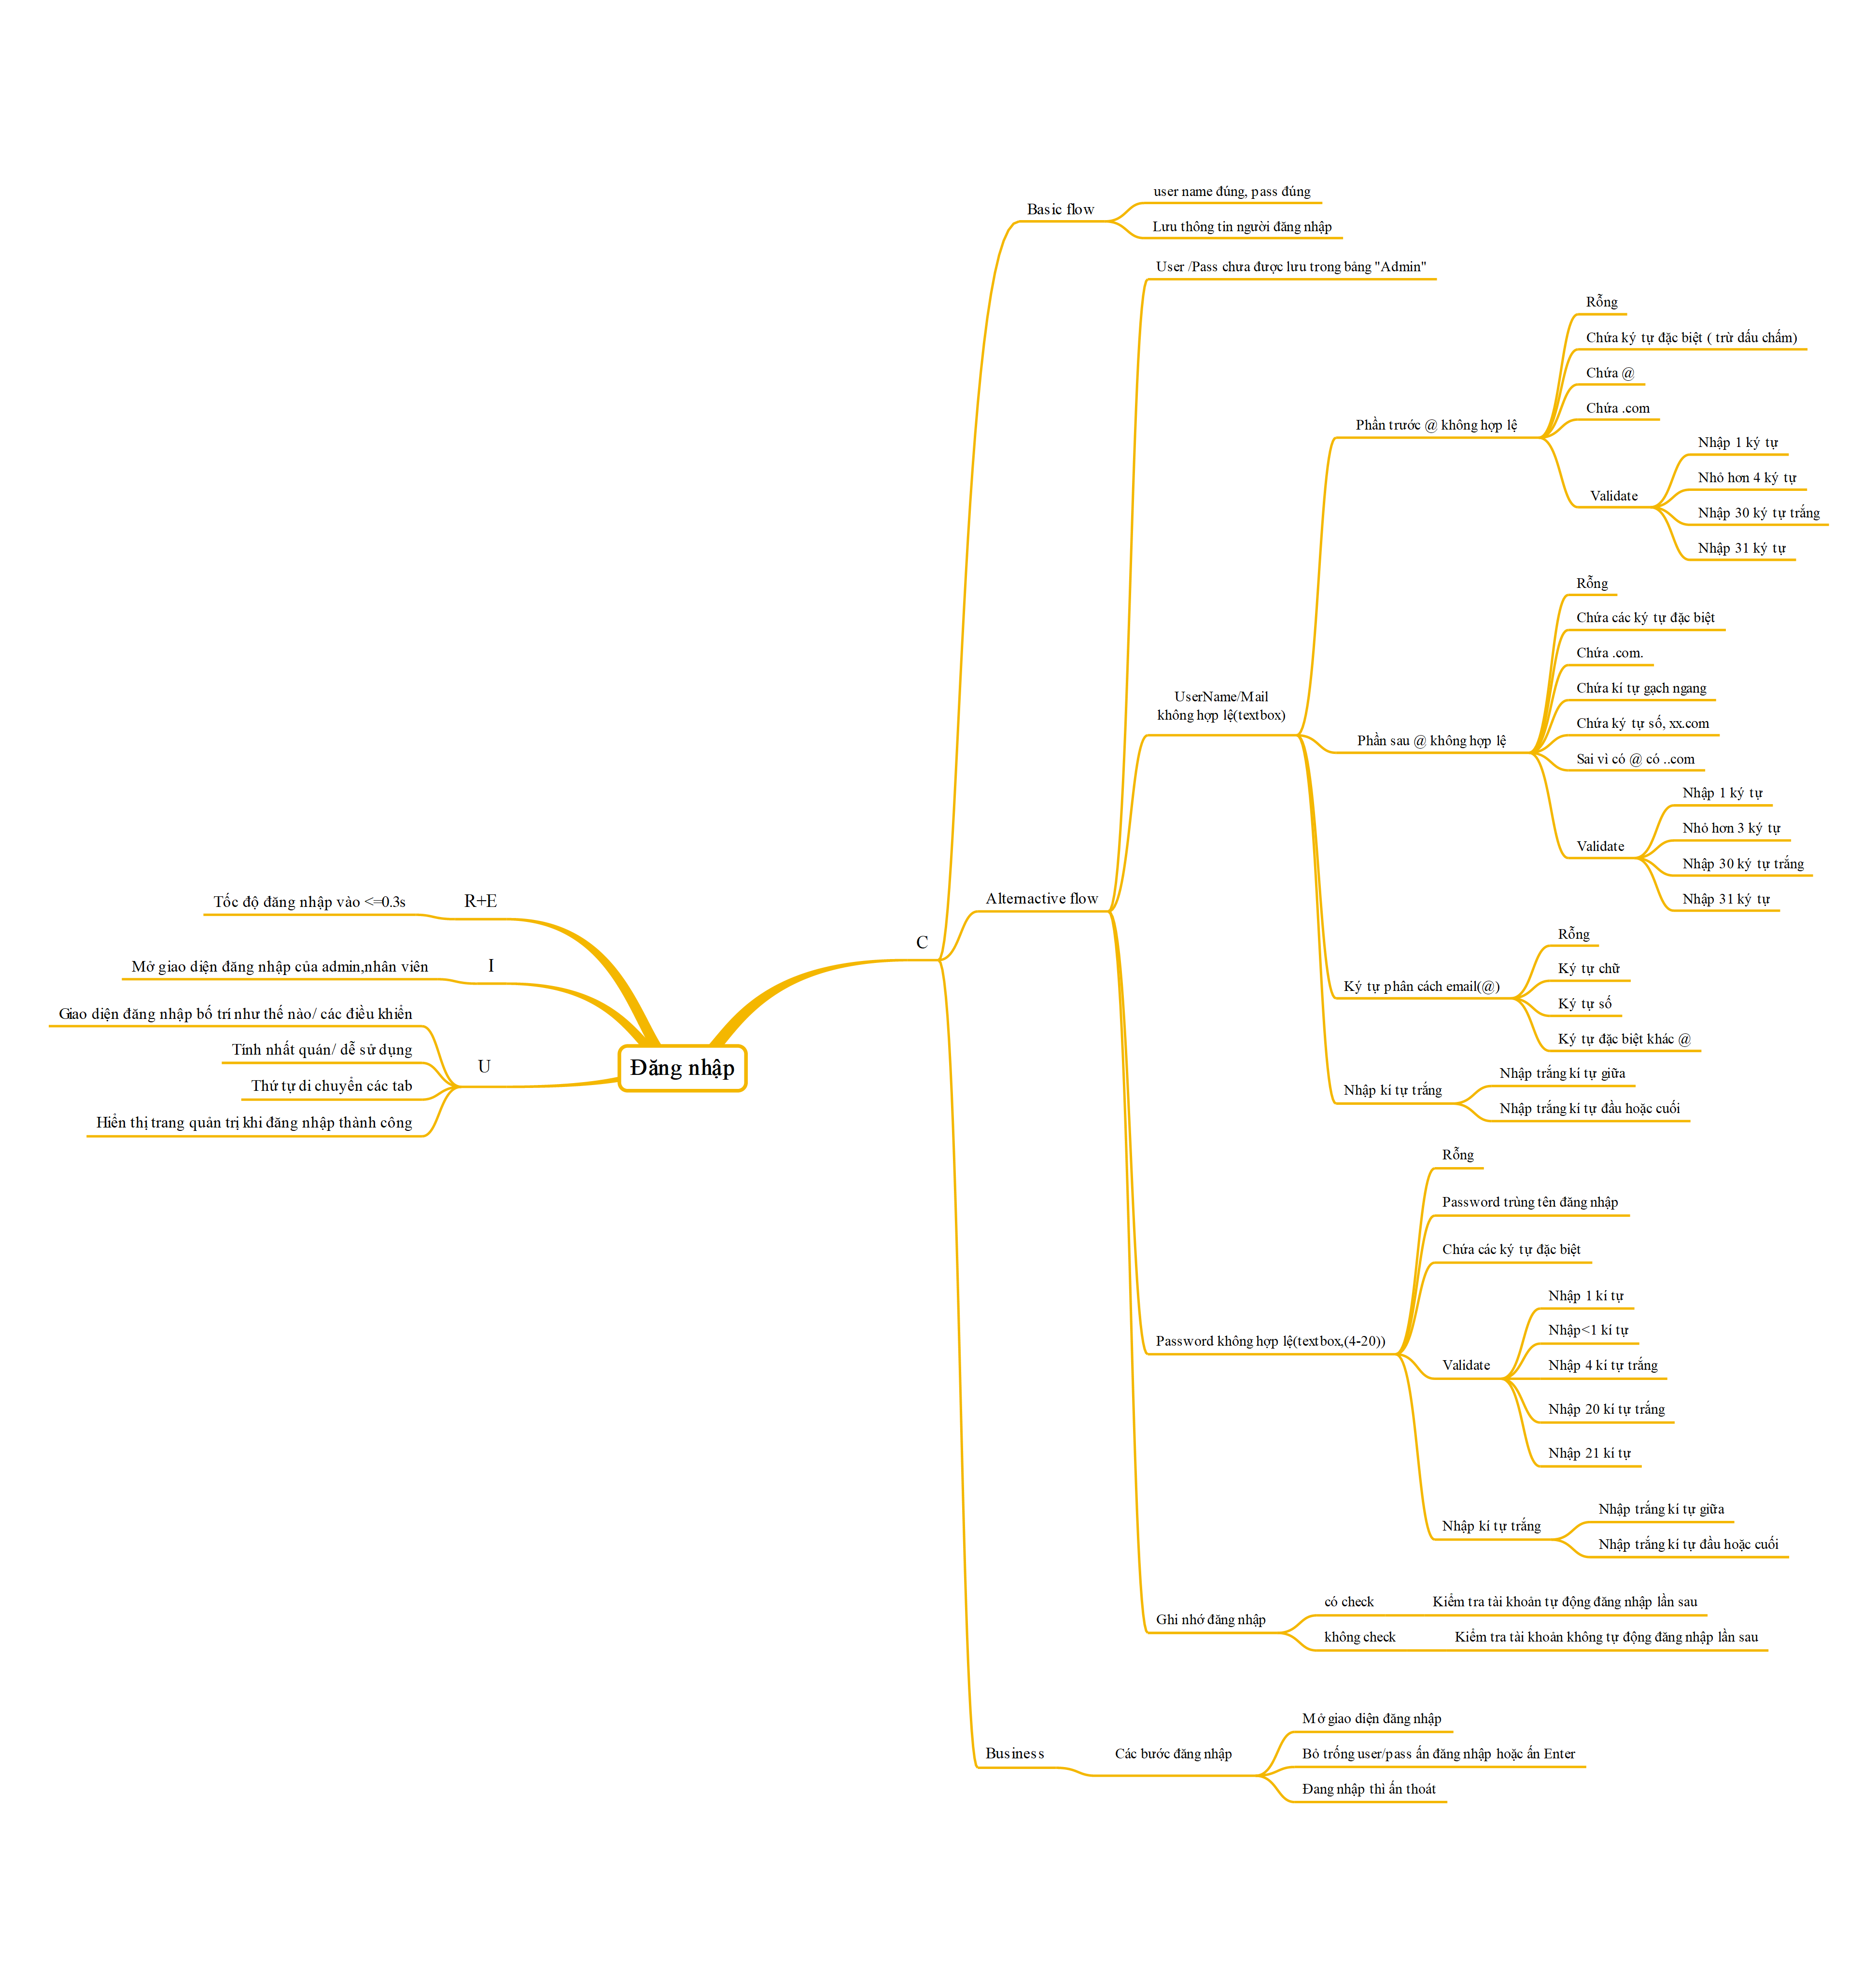 Đăng nhập
R+E
Tốc độ đăng nhập vào <=0.3s
I
Mở giao diện đăng nhập của admin,nhân viên
U
Giao diện đăng nhập bố trí như thế nào/ các điều khiển
Tính nhất quán/ dễ sử dụng
Thứ tự di chuyển các tab
Hiển thị trang quản trị khi đăng nhập thành công
C
Basic flow
user name đúng, pass đúng
Lưu thông tin người đăng nhập
Alternactive flow
User /Pass chưa được lưu trong bảng "Admin"
UserName/Mail
không hợp lệ(textbox)
Phần trước @ không hợp lệ
Rỗng
Chứa ký tự đặc biệt ( trừ dấu chấm)
Chứa @
Chứa .com
Validate
Nhập 1 ký tự
Nhỏ hơn 4 ký tự
Nhập 30 ký tự trắng
Nhập 31 ký tự
Phần sau @ không hợp lệ
Rỗng
Chứa các ký tự đặc biệt
Chứa .com.
Chứa kí tự gạch ngang
Chứa ký tự số, xx.com
Sai vì có @ có ..com
Validate
Nhập 1 ký tự
Nhỏ hơn 3 ký tự
Nhập 30 ký tự trắng
Nhập 31 ký tự
Ký tự phân cách email(@)
Rỗng
Ký tự chữ
Ký tự số
Ký tự đặc biệt khác @
Nhập kí tự trắng
Nhập trắng kí tự giữa
Nhập trắng kí tự đầu hoặc cuối
Password không hợp lệ(textbox,(4-20))
Rỗng
Password trùng tên đăng nhập
Chứa các ký tự đặc biệt
Validate
Nhập 1 kí tự
Nhập<1 kí tự
Nhập 4 kí tự trắng
Nhập 20 kí tự trắng
Nhập 21 kí tự
Nhập kí tự trắng
Nhập trắng kí tự giữa
Nhập trắng kí tự đầu hoặc cuối
Ghi nhớ đăng nhập
có check
Kiểm tra tài khoản tự động đăng nhập lần sau
không check
Kiểm tra tài khoản không tự động đăng nhập lần sau
Business
Các bước đăng nhập
Mở giao diện đăng nhập
Bỏ trống user/pass ấn đăng nhập hoặc ấn Enter
Đang nhập thì ấn thoát